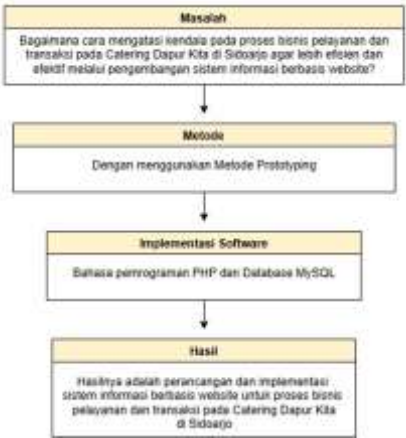 Masalah
Bagaimana cara mengatasi kendala pada proses bisnis pelayanan dan
transaksi pada Catering Dapur Kita di Sidoarjo agar lebih efisien dan
efektif melalui pengembangan sistem informasi berbasis website?
Metode
Dengan menggunakan Metode Prototyping
Implementasi Software
Bahasa pemrograman PHP dan Database MySQL
Hasil
Hasilnya adalah perancangan dan implementasi
sistem informasi berbasis website untuk proses bisnis
pelayanan dan transaksi pada Catering Dapur Kita
di Sidoarjo